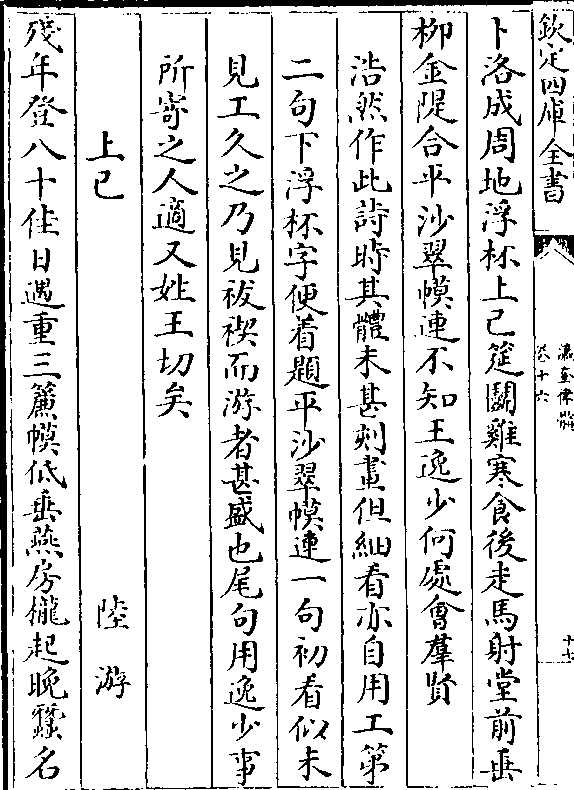 欽定四庫全書
瀛奎律髓
卷十六
十七
卜洛成周地浮杯上巳筵鬭雞寒食後走馬射堂前垂
柳金隄合平沙翠幙連不知王逸少何處㑹羣賢
浩然作此詩時其體未甚刻畫但細看亦自用工第
二句下浮杯字便着題平沙翠幙連一句初看似未
見工久之乃見祓禊而游者甚盛也尾句用逸少事
所寄之人適又姓王切矣
上巳
陸游
殘年登八十佳日遇重三簾幙低垂燕房櫳起晚蠶名